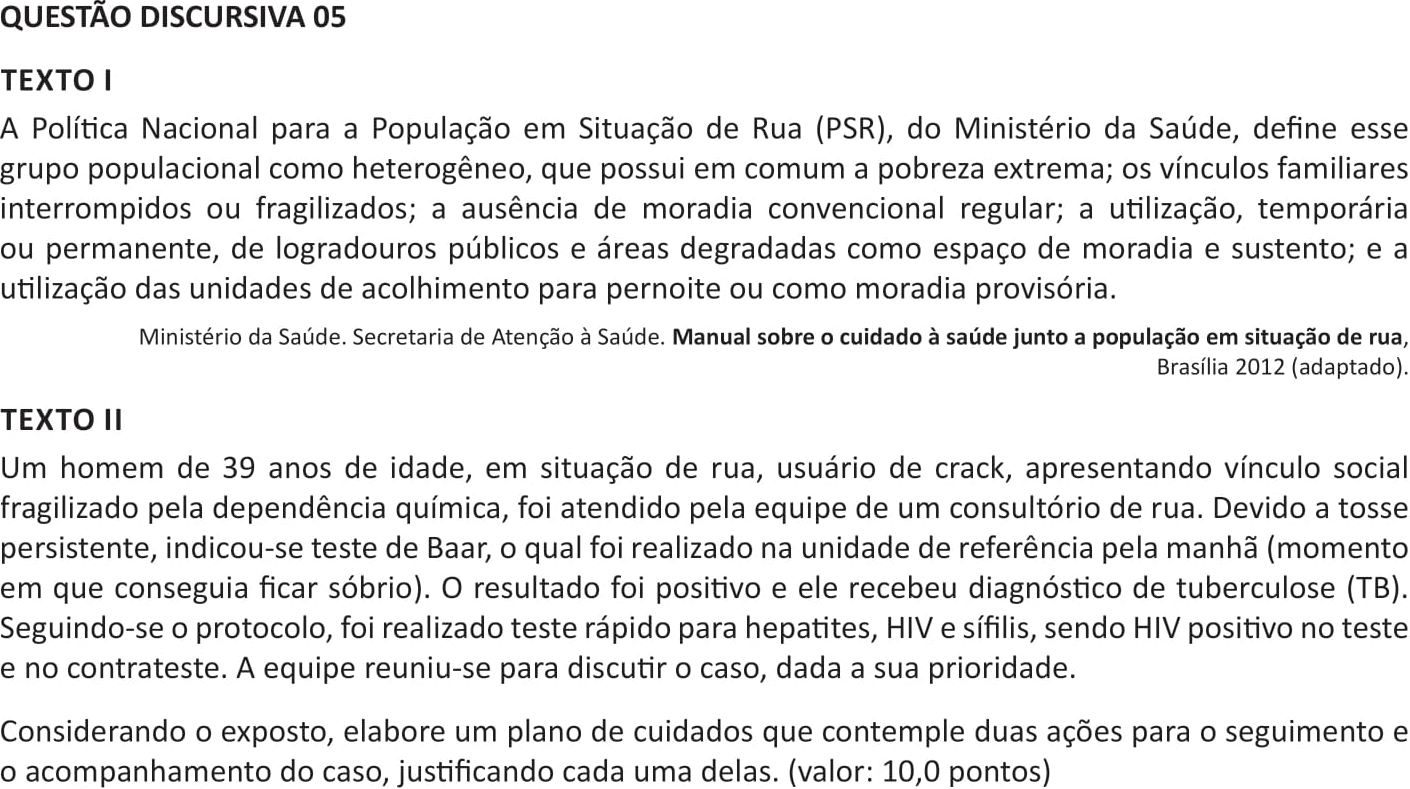 QUESTÃO DISCURSIVA 05
TEXTO I
A Política Nacional para a População em Situação de Rua (PSR), do Ministério da Saúde, define esse
grupo populacional como heterogêneo, que possui em comum a pobreza extrema; os vínculos familiares
interrompidos ou fragilizados; a ausência de moradia convencional regular; a utilização, temporária
ou permanente, de logradouros públicos e áreas degradadas como espaço de moradia e sustento; e a
utilização das unidades de acolhimento para pernoite ou como moradia provisória.
Ministério da Saúde. Secretaria de Atenção à Saúde. Manual sobre o cuidado à saúde junto a população em situação de rua,
Brasília 2012 (adaptado).
TEXTO II
Um homem de 39 anos de idade, em situação de rua, usuário de crack, apresentando vínculo social
fragilizado pela dependência química, foi atendido pela equipe de um consultório de rua. Devido a tosse
persistente, indicou-se teste de Baar, o qual foi realizado na unidade de referência pela manhã (momento
em que conseguia ficar sóbrio). O resultado foi positivo e ele recebeu diagnóstico de tuberculose (TB).
Seguindo-se o protocolo, foi realizado teste rápido para hepatites, HIV e sífilis, sendo HIV positivo no teste
e no contrateste. A equipe reuniu-se para discutir o caso, dada a sua prioridade.
Considerando o exposto, elabore um plano de cuidados que contemple duas ações para o seguimento e
o acompanhamento do caso, justificando cada uma delas. (valor: 10,0 pontos)